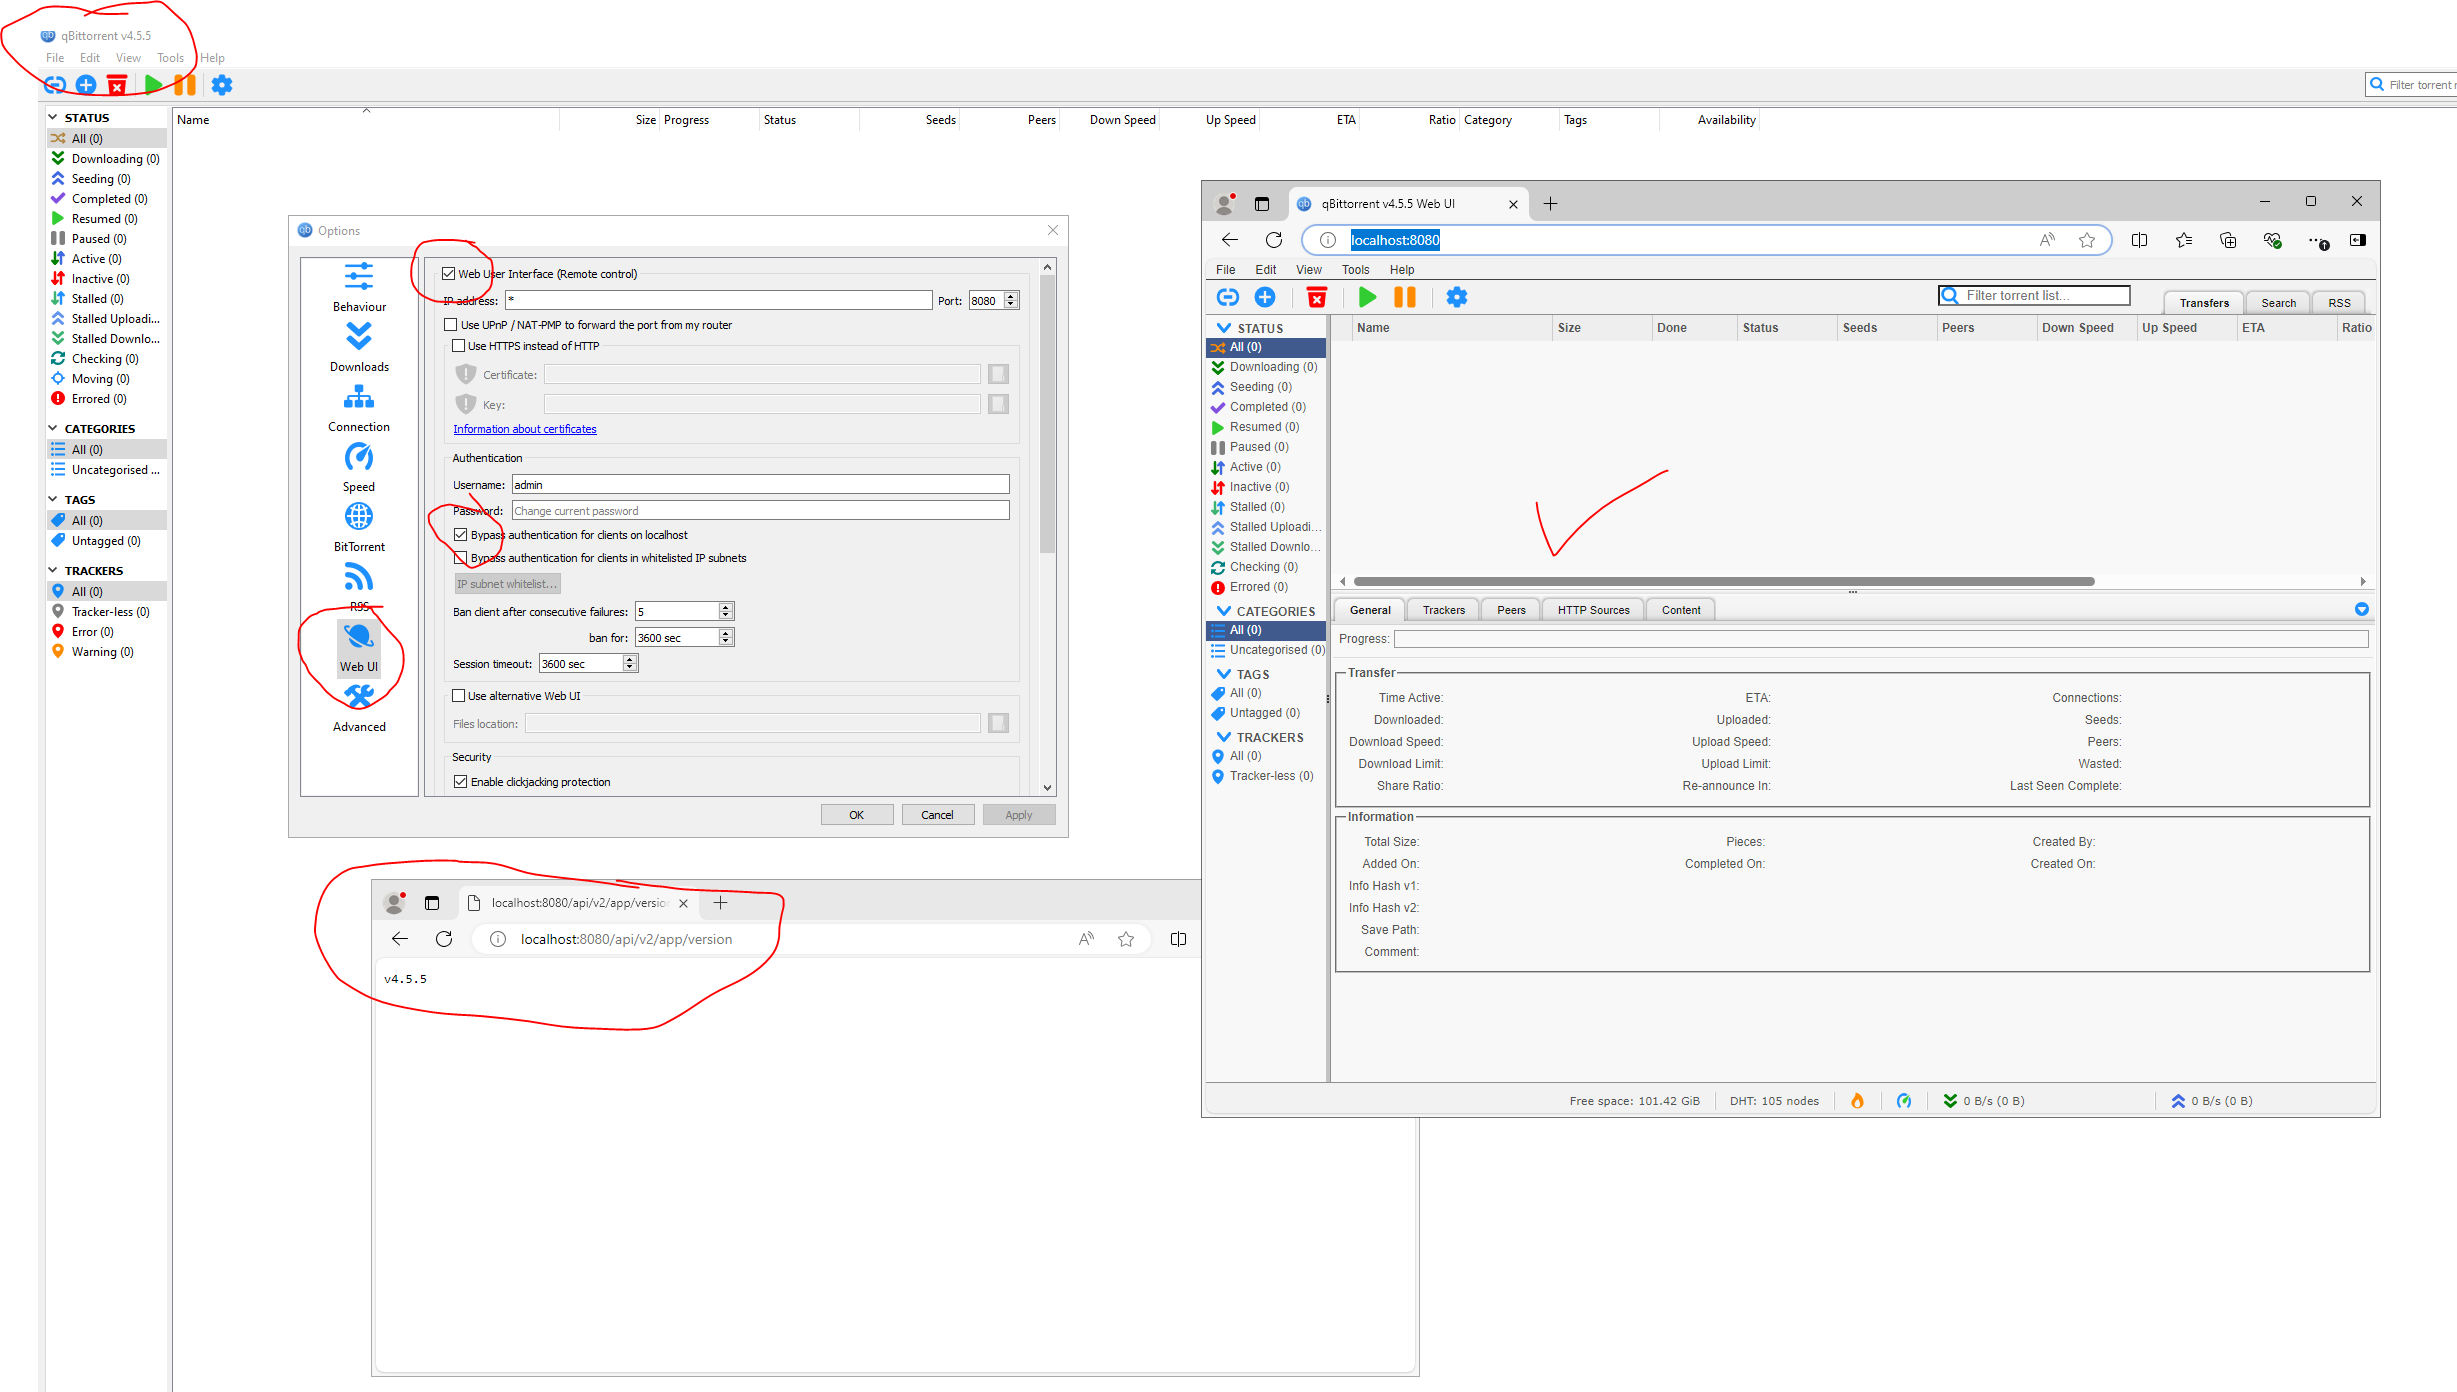 qBittorrent v4.5.5
File Edit View Tools Help
Filter torrent
STATUS
All (0)
Downloading (0)
Seeding (0)
Completed (0)
Resumed (0)
Paused (0)
Active (0)
Inactive (0)
Stalled (0)
Stalled Uploadi...
Stalled Downlo...
Checking (0)
Moving (0)
Errored (0)
CATEGORIES
All (0)
Uncategorised ...
TAGS
All (0)
Untagged (0)
TRACKERS
All (0)
Tracker-less (0)
Error (0)
Warning (0)
Name Size Progress Status Seeds Peers Down Speed Up Speed ETA Ratio Category Tags Availability
Options
Behaviour
Downloads
Connection
Speed
BitTorrent
RSS
Web UI
Advanced
Web User Interface (Remote control)
IP address: * Port: 8080
Use UPnP / NAT-PMP to forward the port from my router
Use HTTPS instead of HTTP
Certificate:
Key:
Information about certificates
Authentication
Username: admin
Password: Change current password
Bypass authentication for clients on localhost
Bypass authentication for clients in whitelisted IP subnets
IP subnet whitelist...
Ban client after consecutive failures: 5
ban for: 3600 sec
Session timeout: 3600 sec
Use alternative Web UI
Files location:
Security
Enable clickjacking protection
OK Cancel Apply
localhost:8080/api/v2/app/versio
localhost:8080/api/v2/app/version
v4.5.5
qBittorrent v4.5.5 Web UI
localhost:8080
File Edit View Tools Help
Filter torrent list...
Transfers Search RSS
STATUS
All (0)
Downloading (0)
Seeding (0)
Completed (0)
Resumed (0)
Paused (0)
Active (0)
Inactive (0)
Stalled (0)
Stalled Uploadi...
Stalled Downlo...
Checking (0)
Errored (0)
CATEGORIES
All (0)
Uncategorised (0)
TAGS
All (0)
Untagged (0)
TRACKERS
All (0)
Tracker-less (0)
Name Size Done Status Seeds Peers Down Speed Up Speed ETA Ratio
General Trackers Peers HTTP Sources Content
Progress:
Transfer
Time Active: ETA: Connections:
Downloaded: Uploaded: Seeds:
Download Speed: Upload Speed: Peers:
Download Limit: Upload Limit: Wasted:
Share Ratio: Re-announce In: Last Seen Complete:
Information
Total Size: Pieces: Created By:
Added On: Completed On: Created On:
Info Hash v1:
Info Hash v2:
Save Path:
Comment:
Free space: 101.42 GiB DHT: 105 nodes 0 B/s (0 B) 0 B/s (0 B)